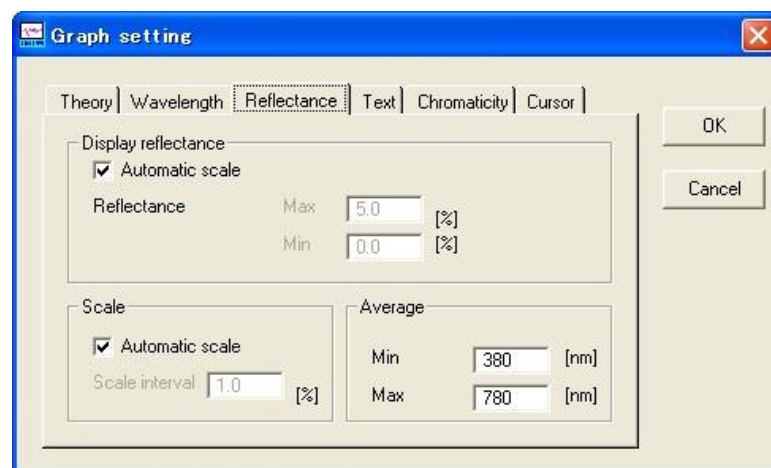 Graph setting
Theory Wavelength Reflectance Text Chromaticity Cursor
OK
Cancel
Display reflectance
Automatic scale
Reflectance Max 5.0 [%]
Min 0.0 [%]
Scale
Automatic scale
Scale interval 1.0 [%]
Average
Min 380 [nm]
Max 780 [nm]